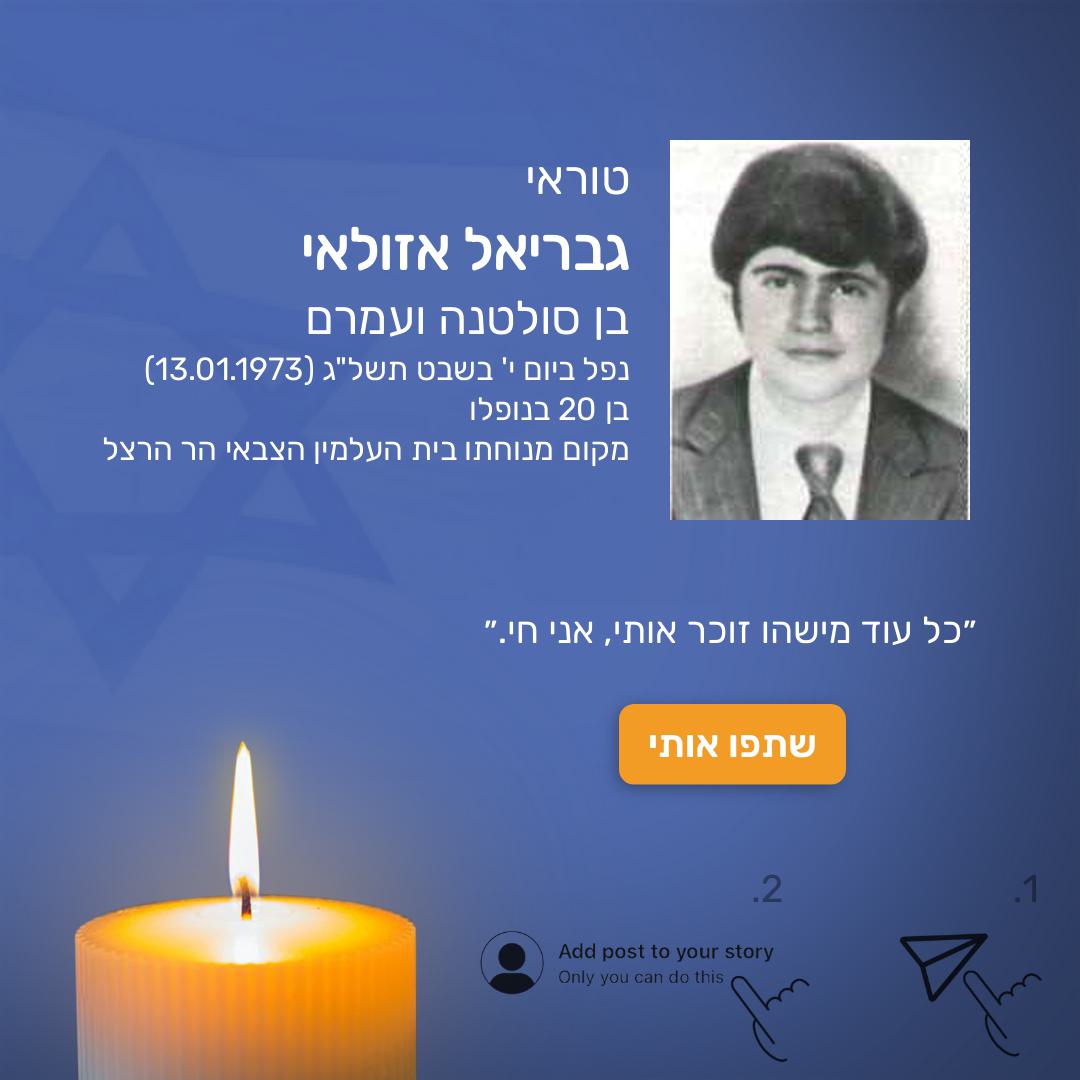 טוראי
גבריאל אזולאי
בן סולטנה ועמרם
נפל ביום י' בשבט תשל"ג (13.01.1973)
בן 20 בנופלו
מקום מנוחתו בית העלמין הצבאי הר הרצל
״כל עוד מישהו זוכר אותי, אני חי.״
שתפו אותי
.1
.2
Add post to your story
Only you can do this